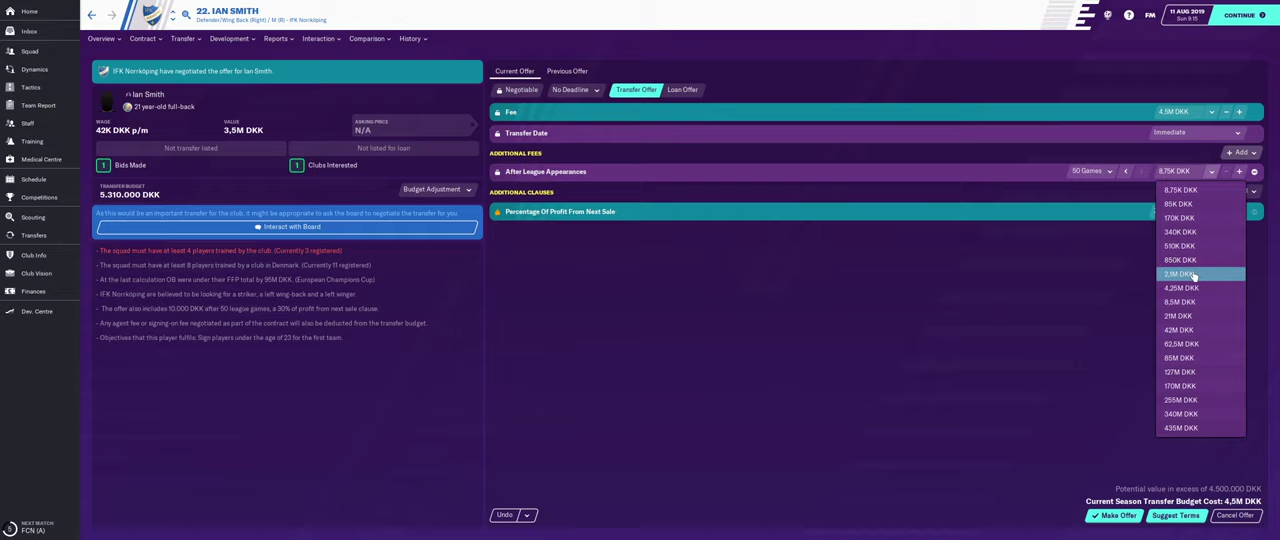 Home
Inbox
Squad
Dynamics
Tactics
Team Report
Staff
Training
Medical Centre
Schedule
Competitions
Scouting
Transfers
Club Info
Club Vision
Finances
Dev. Centre
5
NEXT MATCH
FCN (A)
22. IAN SMITH
Defender/Wing Back (Right) / M (R) - IFK Norrköping
FM
11 AUG 2019
Sun 9:15
CONTINUE
Overview
Contract
Transfer
Development
Reports
Interaction
Comparison
History
IFK Norrköping have negotiated the offer for Ian Smith.
Ian Smith
21 year-old full-back
WAGE
42K DKK p/m
VALUE
3,5M DKK
ASKING PRICE
N/A
Not transfer listed
Not listed for loan
1 Bids Made
1 Clubs Interested
TRANSFER BUDGET
5.310.000 DKK
Budget Adjustment
As this would be an important transfer for the club, it might be appropriate to ask the board to negotiate the transfer for you.
Interact with Board
- The squad must have at least 4 players trained by the club. (Currently 3 registered)
- The squad must have at least 8 players trained by a club in Denmark. (Currently 11 registered)
- At the last calculation OB were under their FFP total by 95M DKK. (European Champions Cup)
- IFK Norrköping are believed to be looking for a striker, a left wing-back and a left winger.
- The offer also includes 10.000 DKK after 50 league games, a 30% of profit from next sale.
- Any agent fee or signing-on fee negotiated as part of the contract will also be deducted from the transfer budget.
- Objectives that this player fulfils: Sign players under the age of 23 for the first team.
Current Offer
Previous Offer
Negotiable
No Deadline
Transfer Offer
Loan Offer
Fee
4,5M DKK
Transfer Date
Immediate
ADDITIONAL FEES
+ Add
After League Appearances
50 Games
8,75K DKK
ADDITIONAL CLAUSES
Percentage Of Profit From Next Sale
8,75K DKK
85K DKK
170K DKK
340K DKK
510K DKK
850K DKK
2,1M DKK
4,25M DKK
8,5M DKK
21M DKK
42M DKK
62,5M DKK
85M DKK
127M DKK
170M DKK
255M DKK
340M DKK
435M DKK
Potential value in excess of 4.500.000 DKK
Current Season Transfer Budget Cost: 4,5M DKK
Undo
Make Offer
Suggest Terms
Cancel Offer